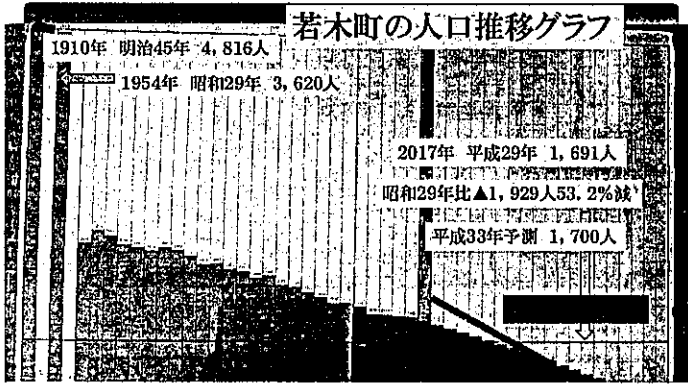 若木町の人口推移グラフ
1910年 明治45年 4,816人
1954年 昭和29年 3,620人
2017年 平成29年 1,691人
昭和29年比▲1,929人53.2%減
平成33年予測 1,700人